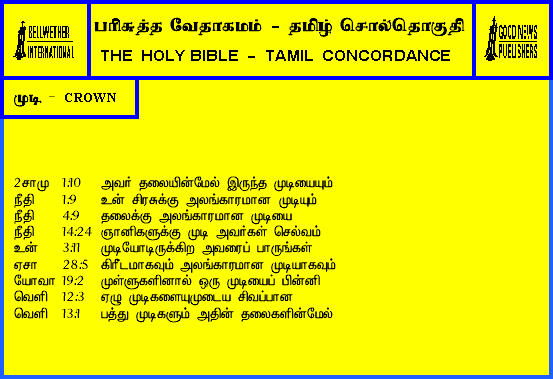 BELLWETHER
INTERNATIONAL
பரிசுத்த வேதாகமம் - தமிழ் சொல்தொகுதி
THE HOLY BIBLE - TAMIL CONCORDANCE
GOOD NEWS
PUBLISHERS
முடி - CROWN
2சாமு 1:10 அவர் தலையின்மேல் இருந்த முடியையும்
நீதி 1:9 உன் சிரசுக்கு அலங்காரமான முடியும்
நீதி 4:9 தலைக்கு அலங்காரமான முடியை
நீதி 14:24 ஞானிகளுக்கு முடி அவர்கள் செல்வம்
உன் 3:11 முடியோடிருக்கிற அவரைப் பாருங்கள்
ஏசா 28:5 கிரீடமாகவும் அலங்காரமான முடியாகவும்
யோவா 19:2 முள்ளுகளினால் ஒரு முடியைப் பின்னி
வெளி 12:3 ஏழு முடிகளையுமுடைய சிவப்பான
வெளி 13:1 பத்து முடிகளும் அதின் தலைகளின்மேல்